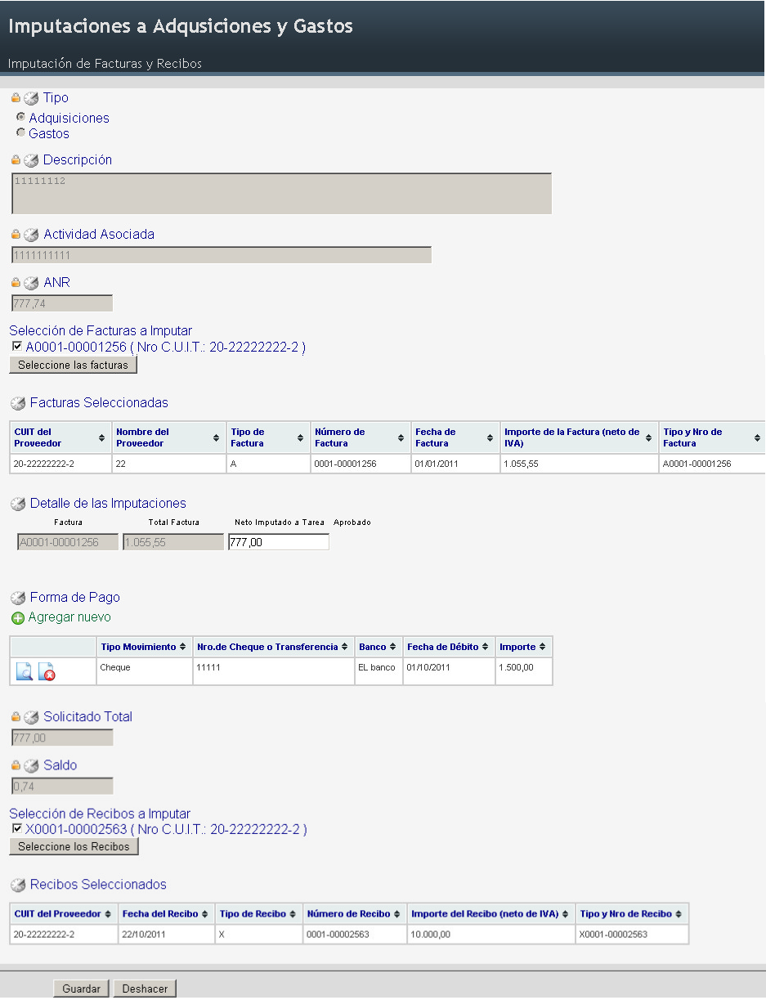 Imputaciones a Adqusiciones y Gastos
Imputación de Facturas y Recibos
Tipo
Adquisiciones
Gastos
Descripción
11111112
Actividad Asociada
1111111111
ANR
777,74
Selección de Facturas a Imputar
A0001-00001256 ( Nro C.U.I.T.: 20-22222222-2 )
Seleccione las facturas
Facturas Seleccionadas
CUIT del Proveedor Nombre del Proveedor Tipo de Factura Número de Factura Fecha de Factura Importe de la Factura (neto de IVA) Tipo y Nro de Factura
20-22222222-2 22 A 0001-00001256 01/01/2011 1.055,55 A0001-00001256
Detalle de las Imputaciones
Factura Total Factura Neto Imputado a Tarea Aprobado
A0001-00001256 1.055,55 777,00
Forma de Pago
Agregar nuevo
Tipo Movimiento Nro.de Cheque o Transferencia Banco Fecha de Débito Importe
Cheque 11111 EL banco 01/10/2011 1.500,00
Solicitado Total
777,00
Saldo
0,74
Selección de Recibos a Imputar
X0001-00002563 ( Nro C.U.I.T.: 20-22222222-2 )
Seleccione los Recibos
Recibos Seleccionados
CUIT del Proveedor Fecha del Recibo Tipo de Recibo Número de Recibo Importe del Recibo (neto de IVA) Tipo y Nro de Recibo
20-22222222-2 22/10/2011 X 0001-00002563 10.000,00 X0001-00002563
Guardar Deshacer